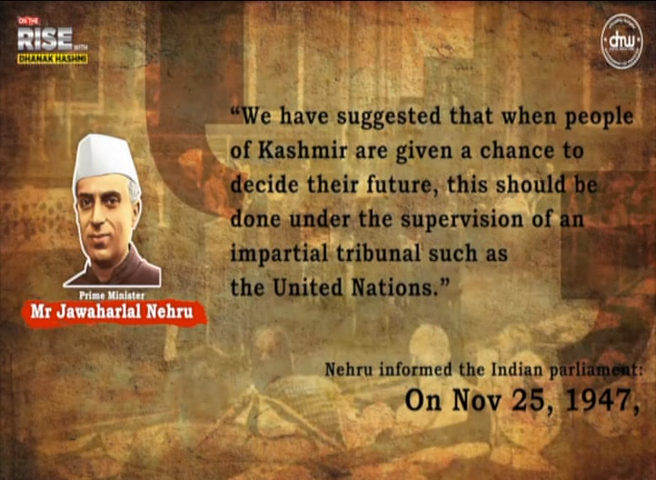 ON THE
RISE WITH
DHANAK HASHMI
dnw
“We have suggested that when people
of Kashmir are given a chance to
decide their future, this should be
done under the supervision of an
impartial tribunal such as
the United Nations.”
Prime Minister
Mr Jawaharlal Nehru
Nehru informed the Indian parliament:
On Nov 25, 1947,